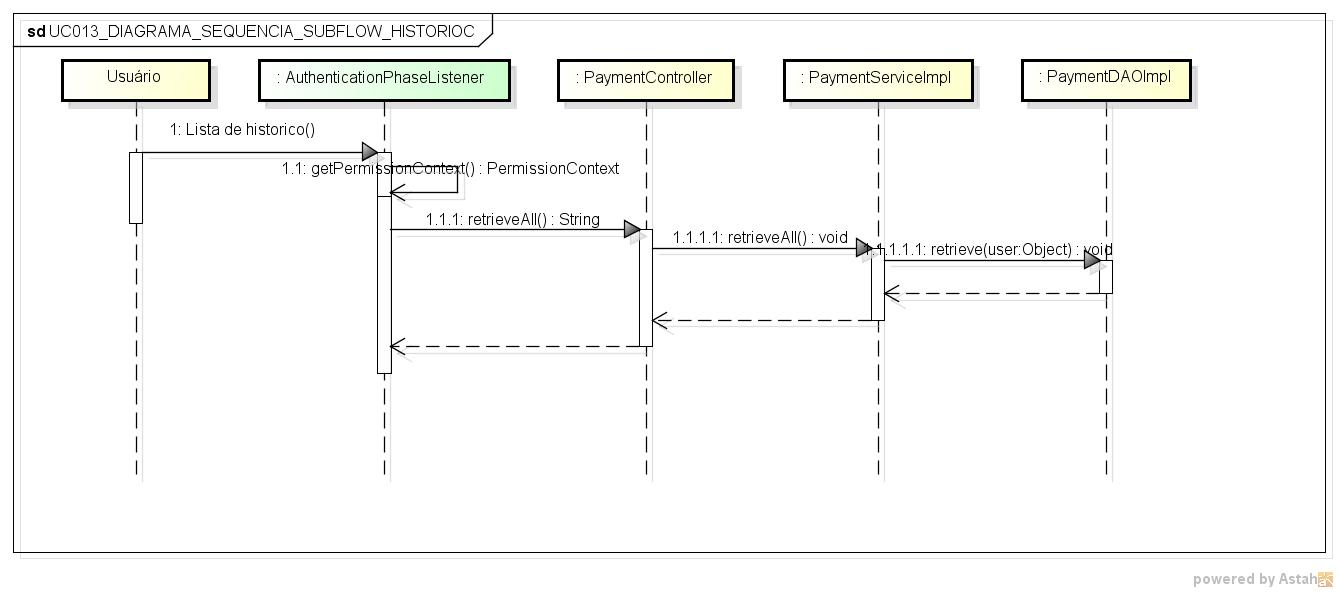 sd UC013_DIAGRAMA_SEQUENCIA_SUBFLOW_HISTORIOC
Usuário
: AuthenticationPhaseListener
: PaymentController
: PaymentServiceImpl
: PaymentDAOImpl
1: Lista de historico()
1.1: getPermissionContext() : PermissionContext
1.1.1: retrieveAll() : String
1.1.1.1: retrieveAll() : void
1.1.1.1.1: retrieve(user:Object) : void
powered by Astah